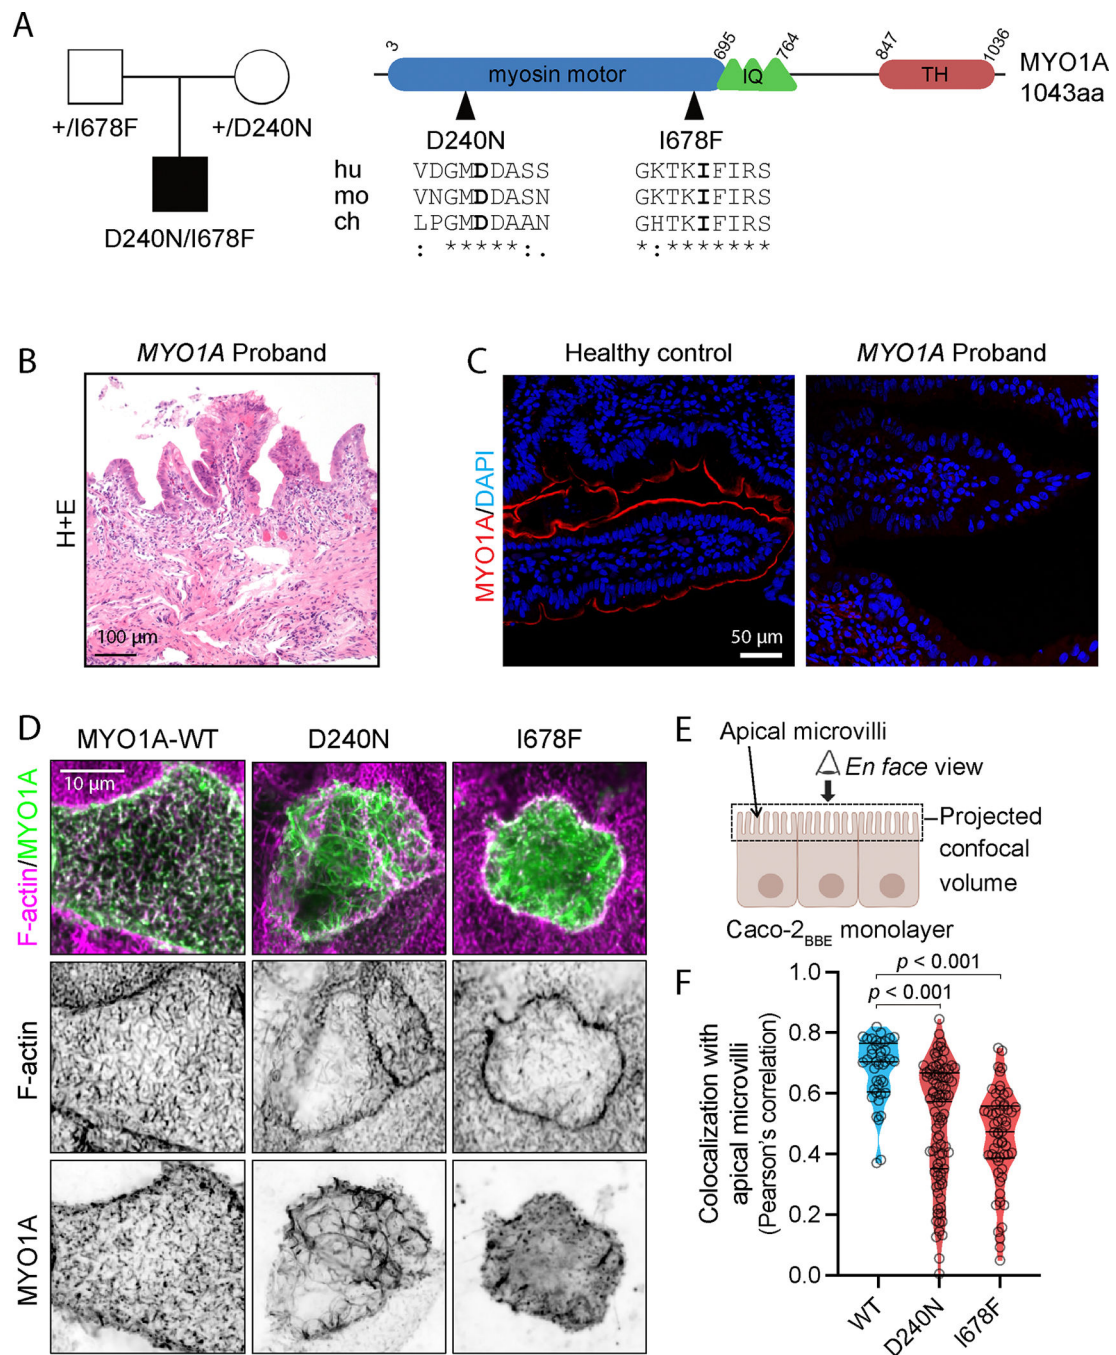 A
+/I678F
+/D240N
D240N/I678F
3
695
764
847
1036
myosin motor
IQ
TH
MYO1A
1043aa
D240N
I678F
hu VDGMDDASS GKTKIFIRS
mo VNGMDDASN GKTKIFIRS
ch LPGMDDAAN GHTKIFIRS
: *****:. *:*******
B
MYO1A Proband
H+E
100 µm
C
Healthy control
MYO1A Proband
MYO1A/DAPI
50 µm
D
MYO1A-WT
D240N
I678F
F-actin/MYO1A
10 µm
F-actin
MYO1A
E
Apical microvilli
En face view
Projected
confocal
volume
Caco-2BBE monolayer
F
p < 0.001
p < 0.001
Colocalization with
apical microvilli
(Pearson's correlation)
1.0
0.8
0.6
0.4
0.2
0.0
WT
D240N
I678F